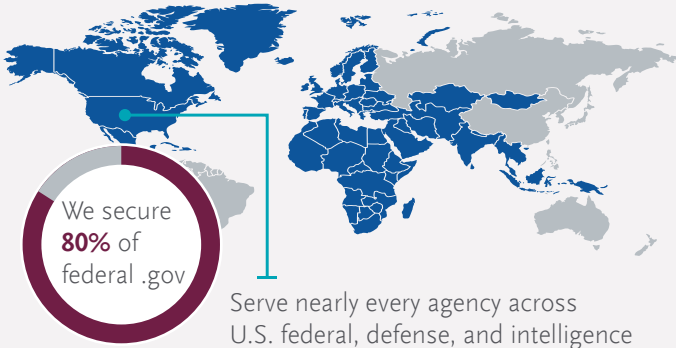 We secure
80% of
federal .gov
Serve nearly every agency across
U.S. federal, defense, and intelligence